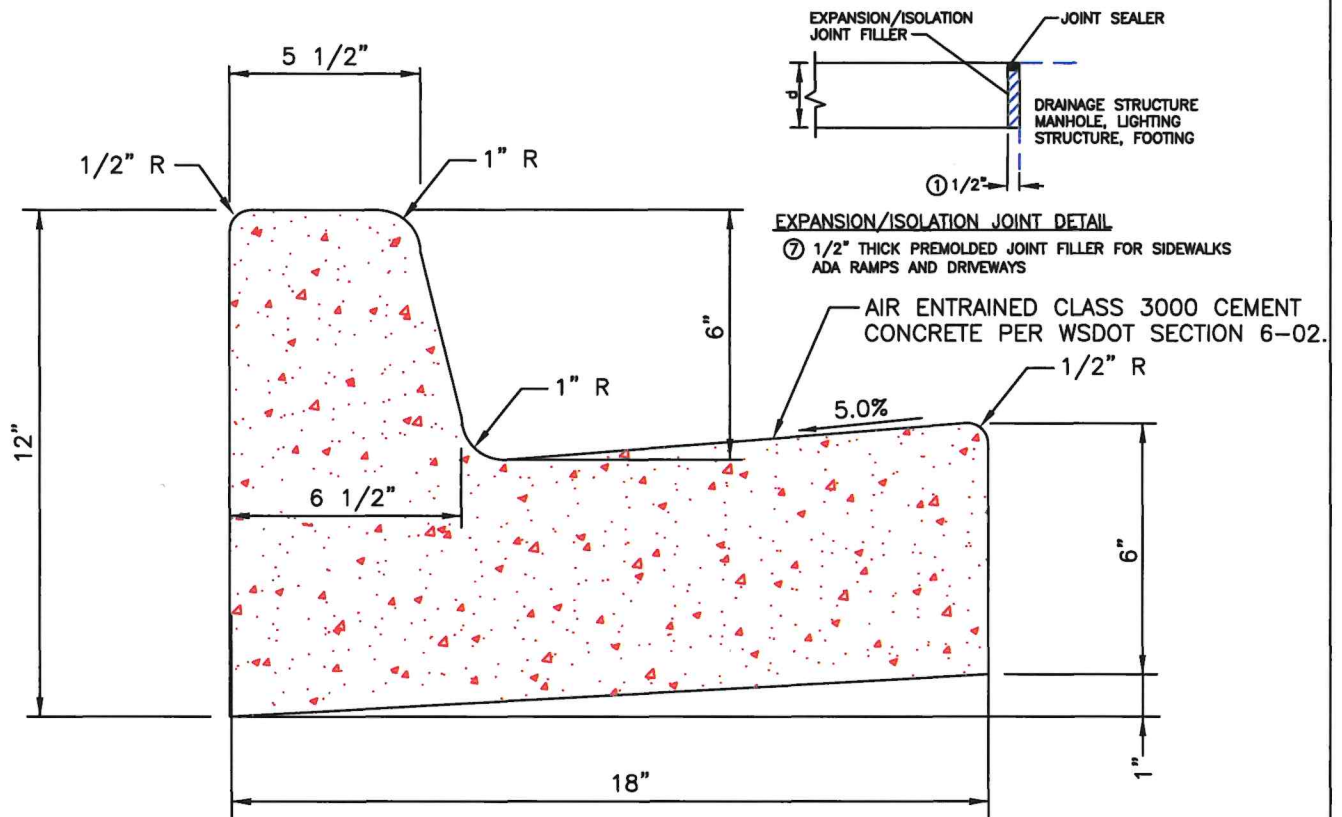 EXPANSION/ISOLATION
JOINT FILLER
JOINT SEALER
5 1/2"
d
DRAINAGE STRUCTURE
MANHOLE, LIGHTING
STRUCTURE, FOOTING
1/2" R
1" R
① 1/2"
EXPANSION/ISOLATION JOINT DETAIL
⑦ 1/2" THICK PREMOLDED JOINT FILLER FOR SIDEWALKS
ADA RAMPS AND DRIVEWAYS
AIR ENTRAINED CLASS 3000 CEMENT
CONCRETE PER WSDOT SECTION 6-02.
6"
1/2" R
1" R
5.0%
12"
6 1/2"
6"
1"
18"